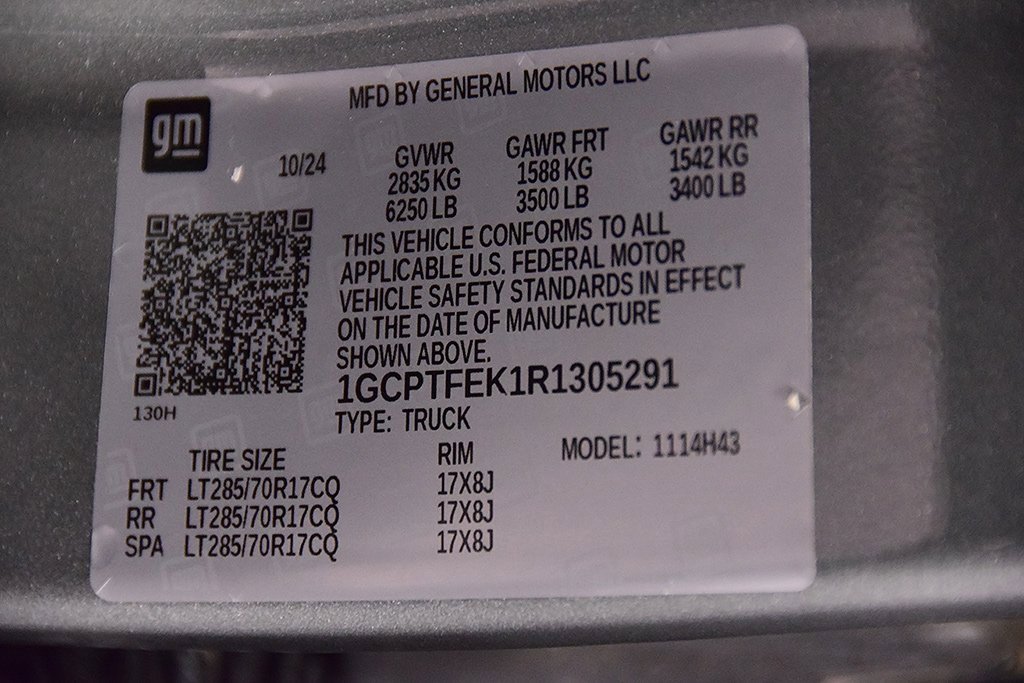 MFD BY GENERAL MOTORS LLC
gm
10/24
GVWR GAWR FRT GAWR RR
2835 KG 1588 KG 1542 KG
6250 LB 3500 LB 3400 LB
THIS VEHICLE CONFORMS TO ALL
APPLICABLE U.S. FEDERAL MOTOR
VEHICLE SAFETY STANDARDS IN EFFECT
ON THE DATE OF MANUFACTURE
SHOWN ABOVE.
1GCPTFEK1R1305291
130H
TYPE: TRUCK
MODEL: 1114H43
TIRE SIZE RIM
FRT LT285/70R17CQ 17X8J
RR LT285/70R17CQ 17X8J
SPA LT285/70R17CQ 17X8J